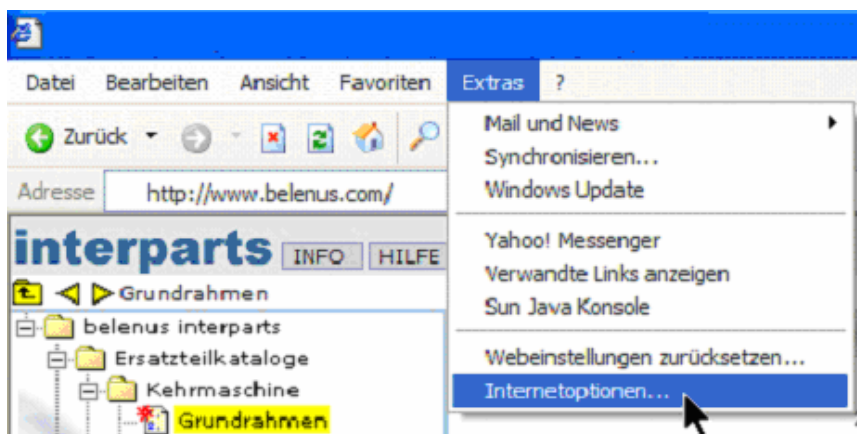 Datei Bearbeiten Ansicht Favoriten Extras ?
Zurück
Adresse http://www.belenus.com/
interparts INFO HILFE
Grundrahmen
belenus interparts
Ersatzteilkataloge
Kehrmaschine
Grundrahmen
Mail und News
Synchronisieren...
Windows Update
Yahoo! Messenger
Verwandte Links anzeigen
Sun Java Konsole
Webeinstellungen zurücksetzen...
Internetoptionen...